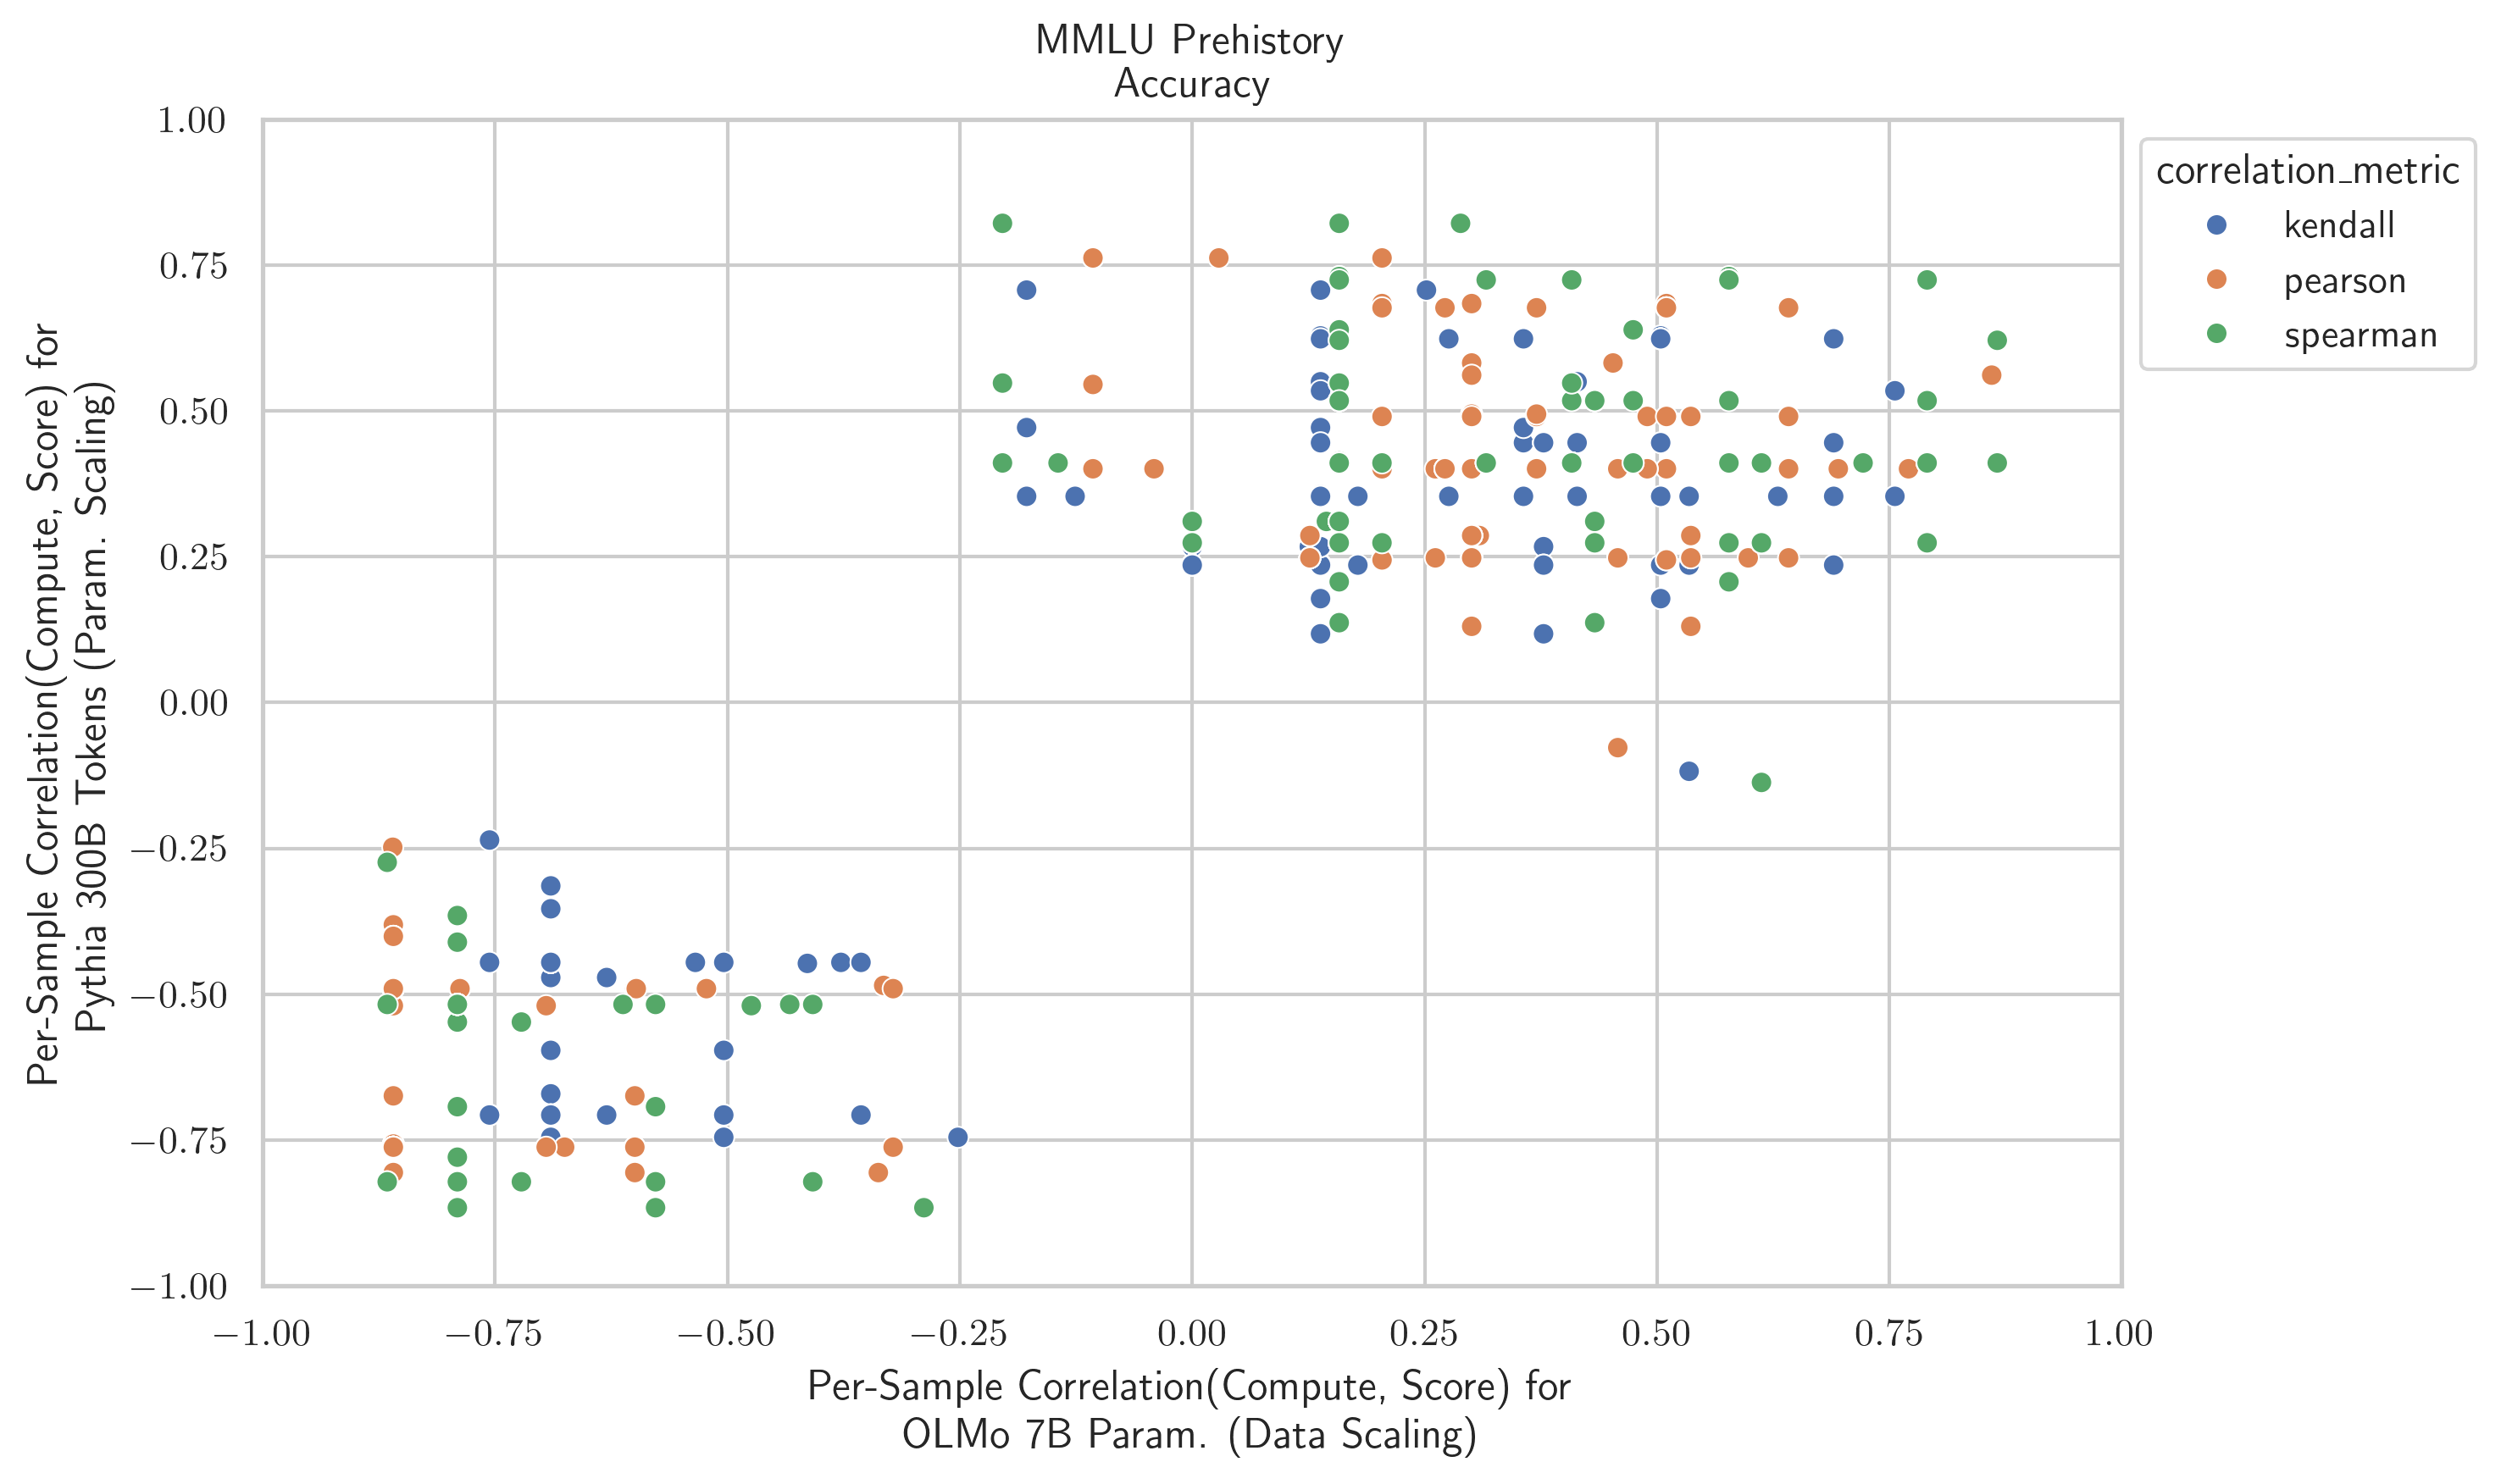 MMLU Prehistory
Accuracy
1.00
0.75
0.50
0.25
0.00
−0.25
−0.50
−0.75
−1.00
Per-Sample Correlation(Compute, Score) for
Pythia 300B Tokens (Param. Scaling)
correlation_metric
kendall
pearson
spearman
−1.00
−0.75
−0.50
−0.25
0.00
0.25
0.50
0.75
1.00
Per-Sample Correlation(Compute, Score) for
OLMo 7B Param. (Data Scaling)